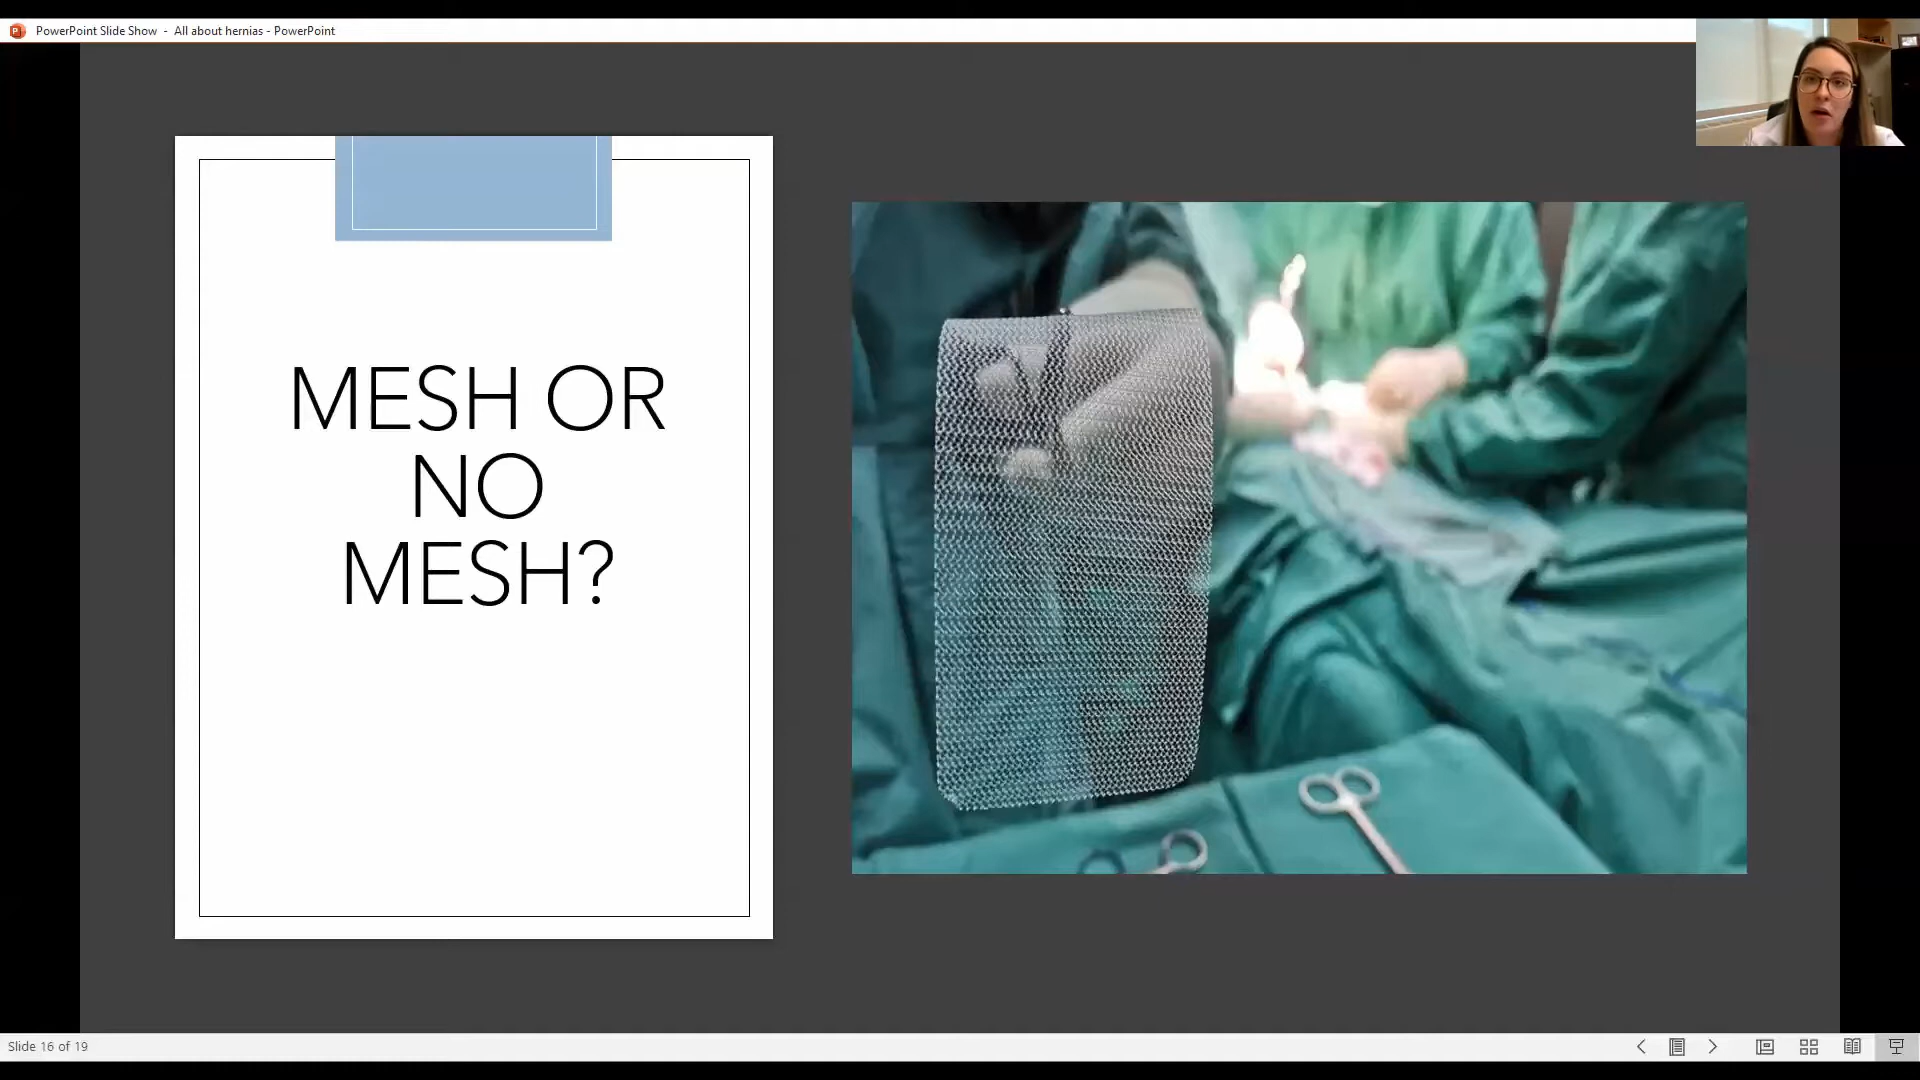 PowerPoint Slide Show - All about hernias - PowerPoint
MESH OR
NO
MESH?
Slide 16 of 19